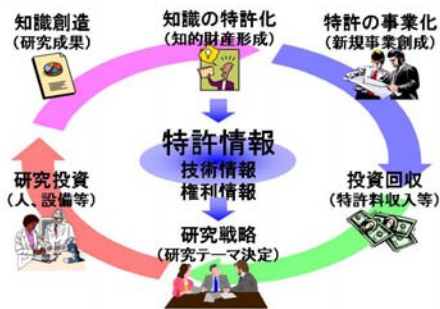 知識創造
(研究成果)
知識の特許化
(知的財産形成)
特許の事業化
(新規事業創成)
特許情報
技術情報
権利情報
研究投資
(人、設備等)
投資回収
(特許料収入等)
研究戦略
(研究テーマ決定)